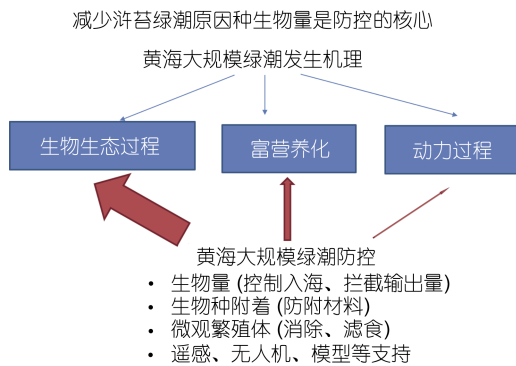 减少浒苔绿潮原因种生物量是防控的核心
黄海大规模绿潮发生机理
生物生态过程
富营养化
动力过程
黄海大规模绿潮防控
• 生物量 (控制入海、拦截输出量)
• 生物种附着 (防附材料)
• 微观繁殖体 (消除、滤食)
• 遥感、无人机、模型等支持